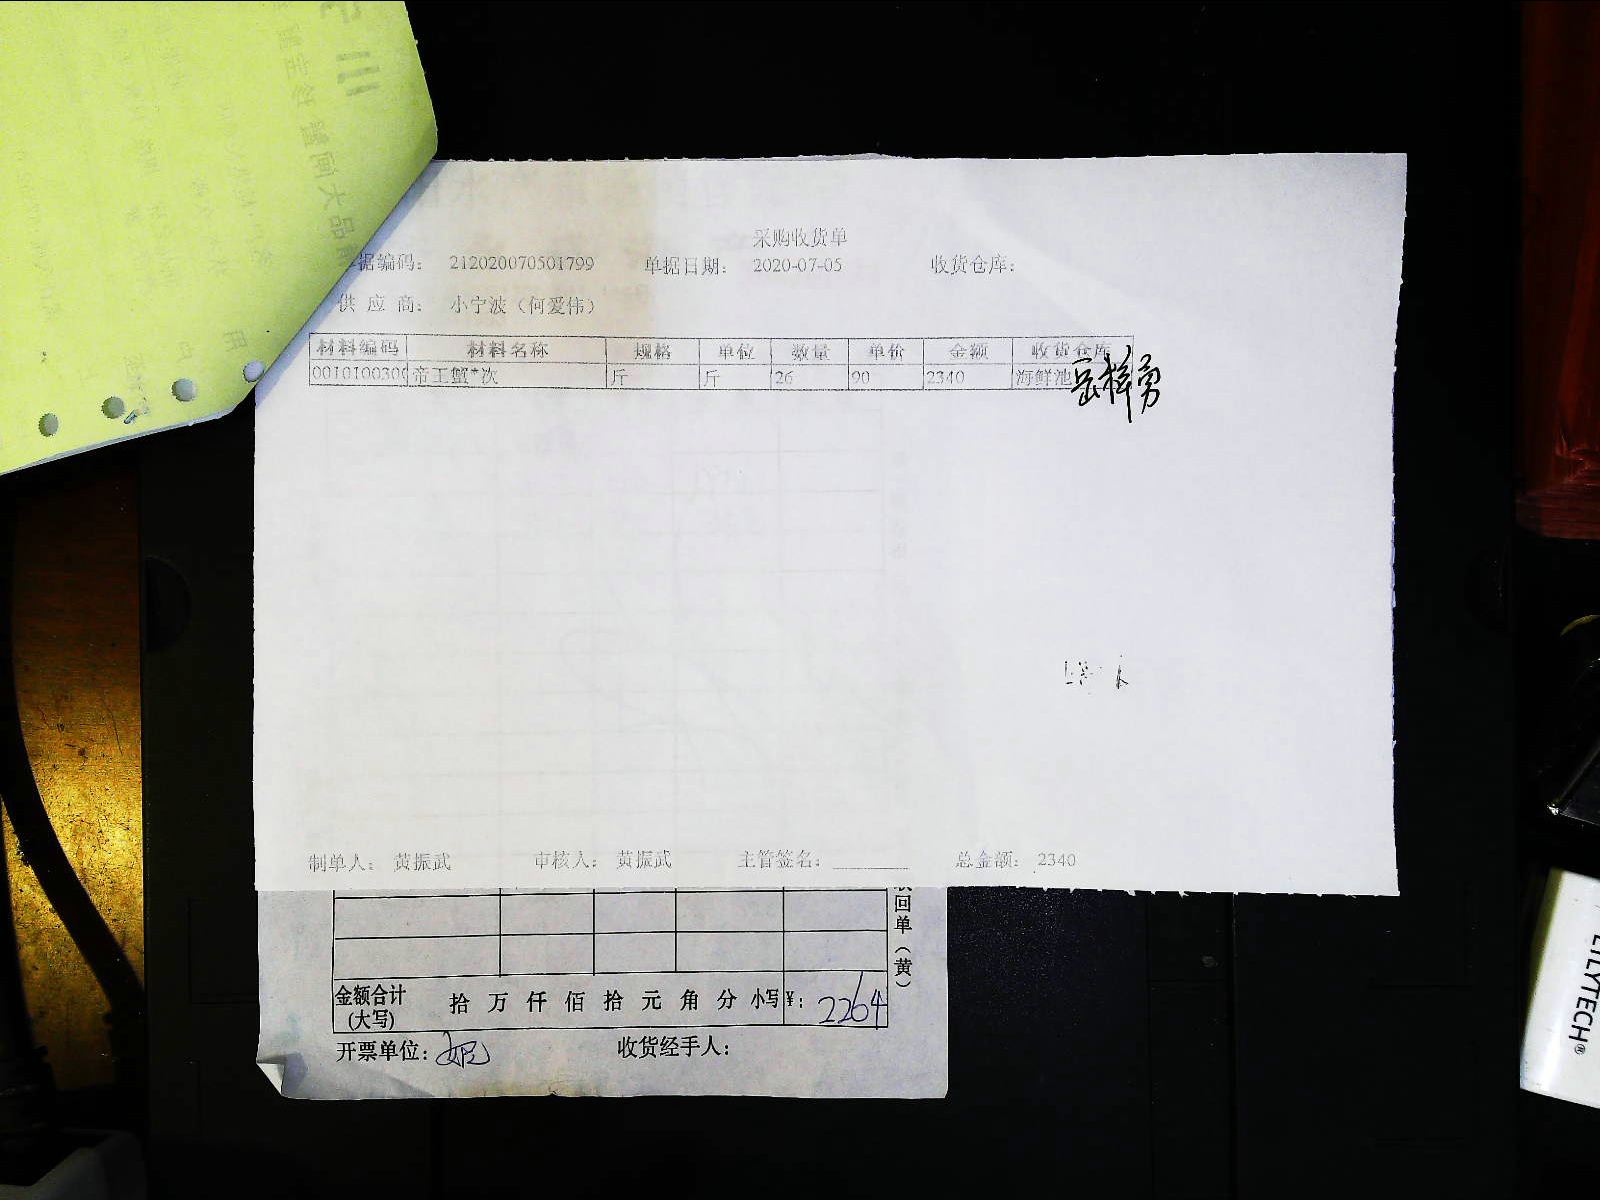 采购收货单
据编码： 212020070501799 单据日期： 2020-07-05 收货仓库：
供 应 商： 小宁波（何爱伟）
材料编码 材料名称 规格 单位 数量 单价 金额 收货仓库
0010100300 帝王蟹*次 斤 斤 26 90 2340 海鲜池
制单人： 黄振武 审核人： 黄振武 主管签名： 总金额： 2340
回单（黄）
金额合计(大写) 拾 万 仟 佰 拾 元 角 分 小写¥： 2264
开票单位： 收货经手人：
LILYTECH®